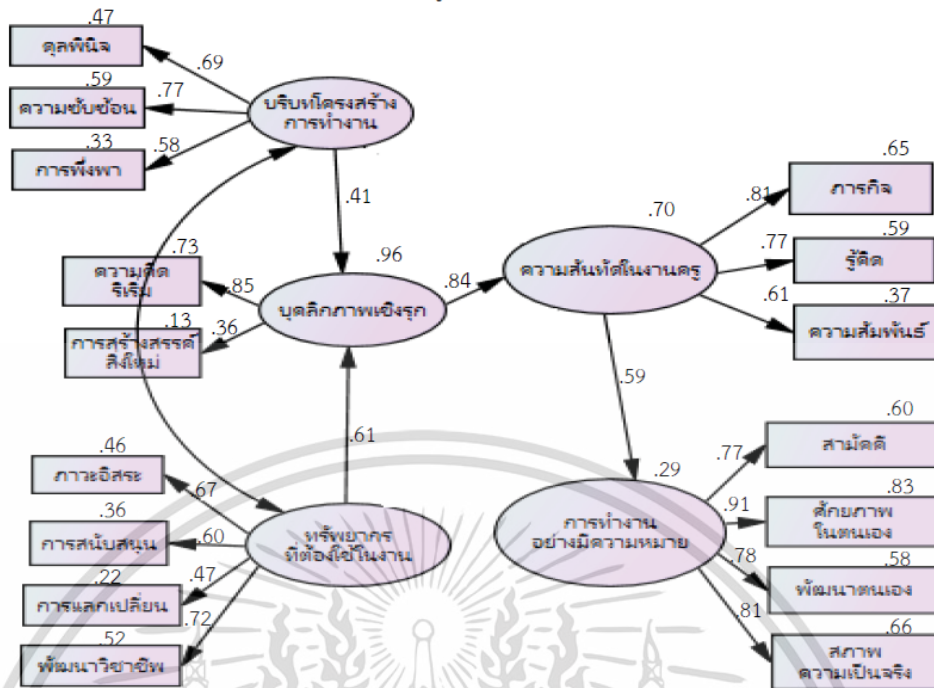 .47
ดุลพินิจ
.69
.59
ความซับซ้อน
.77
บริบทโครงสร้าง
การทำงาน
.33
.58
การพึ่งพา
.65
ภารกิจ
.81
.41
.70
.73
.59
ความคิด
ริเริ่ม
.96
.77
รู้คิด
ความสันทัดในงานครู
.85
บุคลิกภาพเชิงรุก
.84
.61
.37
ความสัมพันธ์
.13
.36
การสร้างสรรค์
สิ่งใหม่
.59
.61
.60
สามัคคี
.46
.77
ภาวะอิสระ
.67
.29
.83
.36
ทรัพยากร
ที่ต้องใช้ในงาน
การทำงาน
อย่างมีความหมาย
.91
ศักยภาพ
ในตนเอง
การสนับสนุน
.60
.58
.22
.47
.78
พัฒนาตนเอง
การแลกเปลี่ยน
.72
.81
.52
.66
พัฒนาวิชาชีพ
สภาพ
ความเป็นจริง